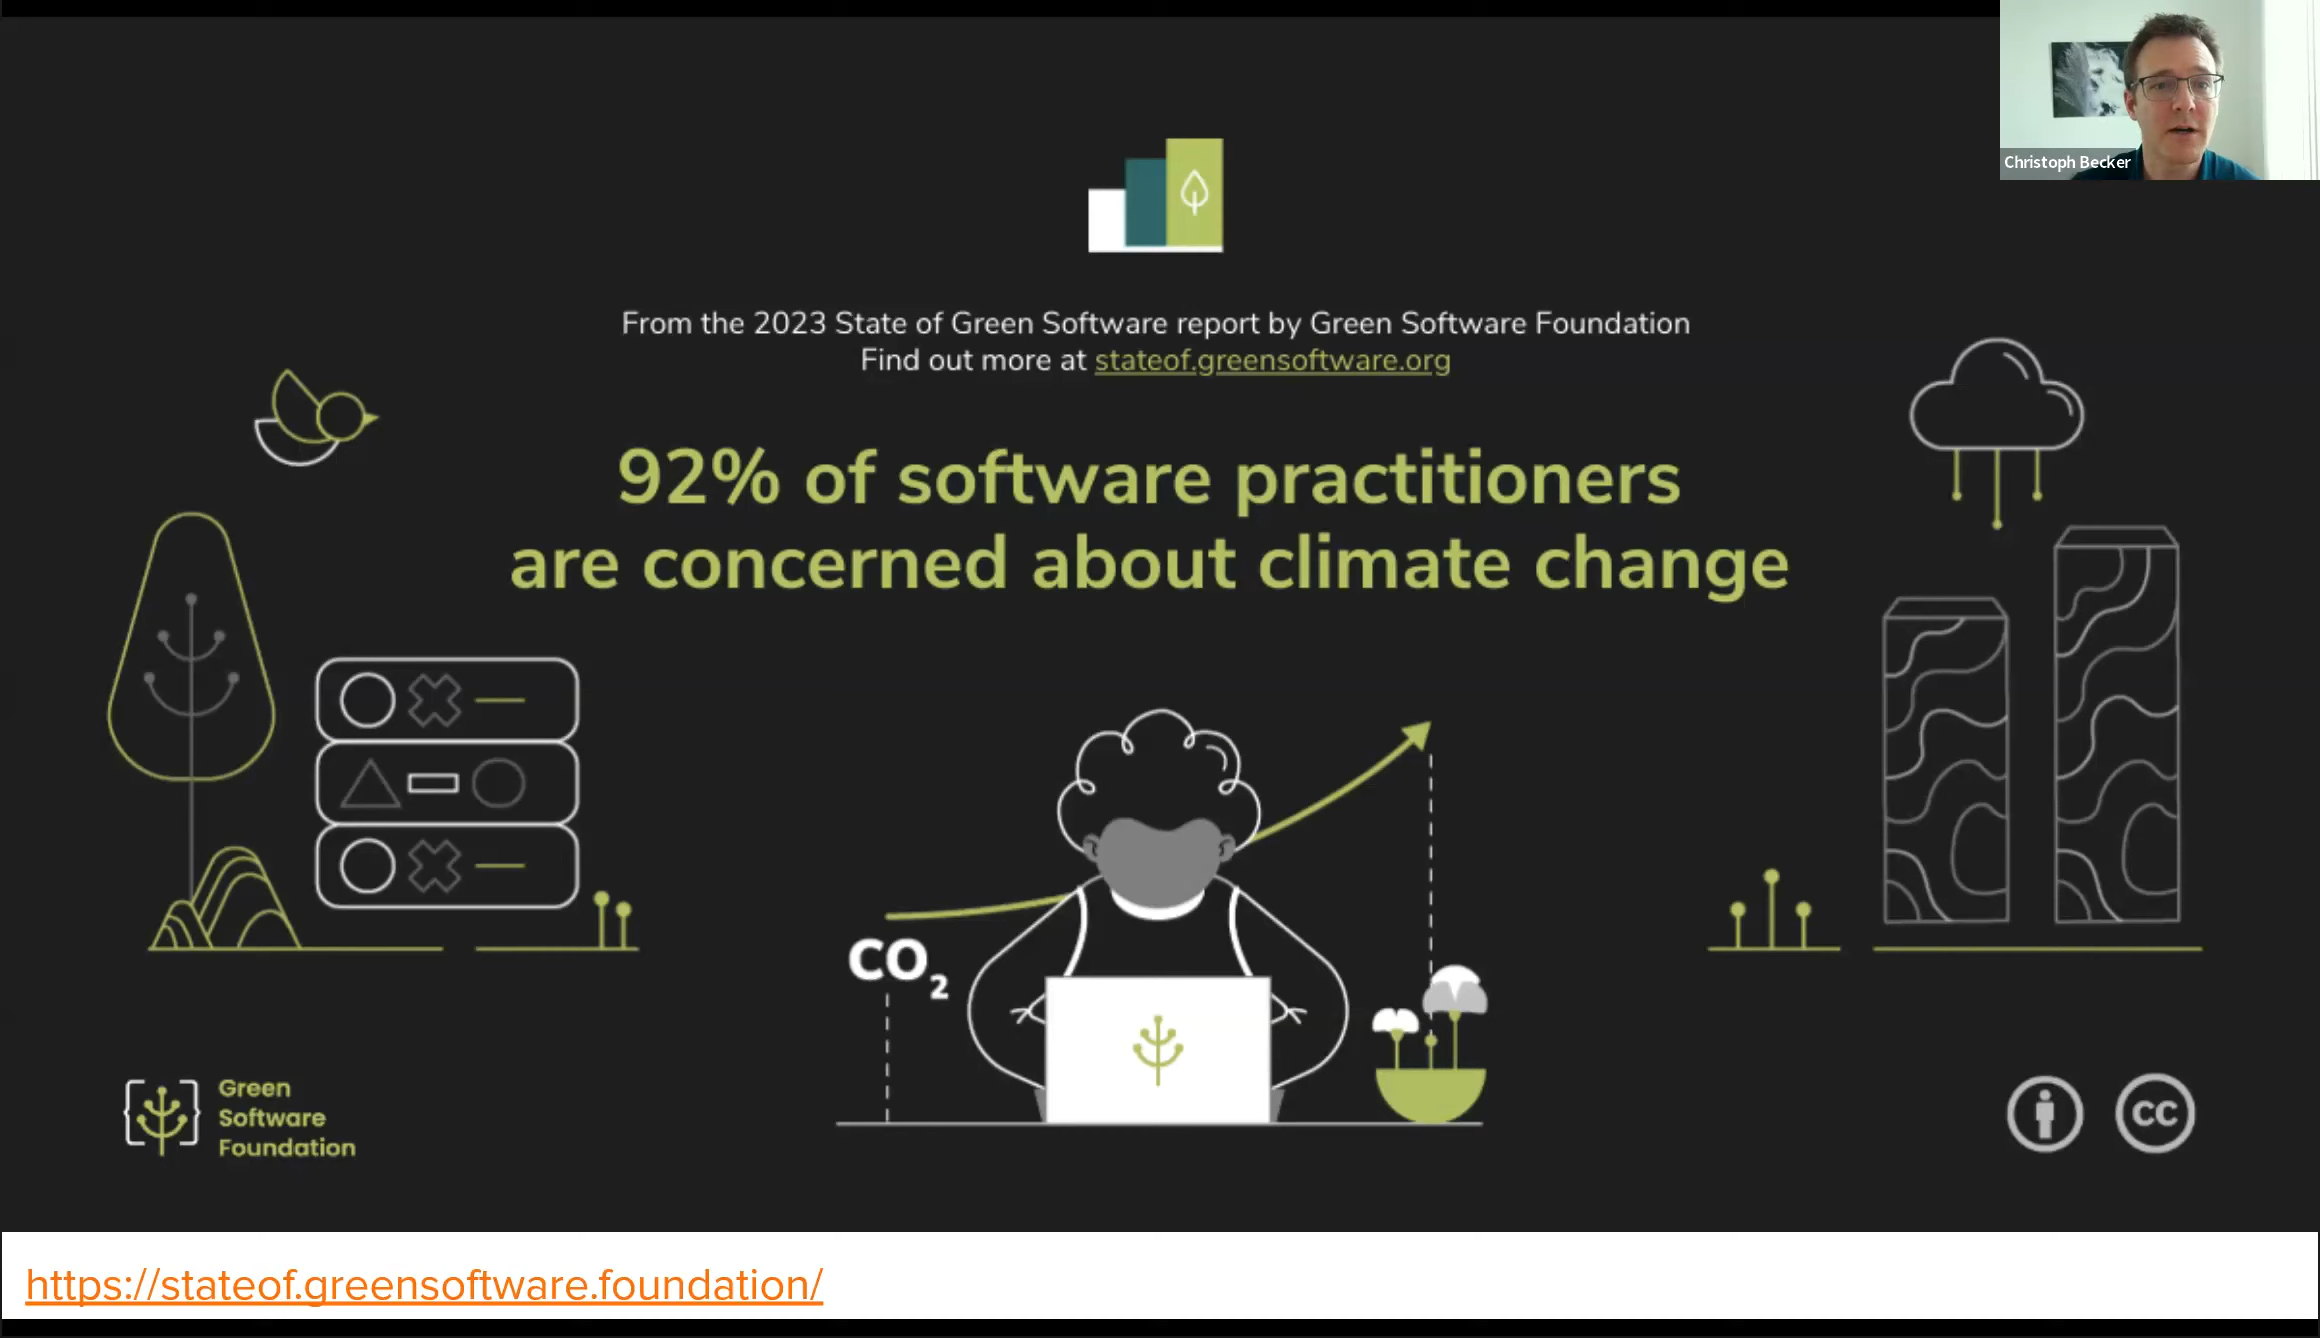 Christoph Becker
From the 2023 State of Green Software report by Green Software Foundation
Find out more at stateof.greensoftware.org
92% of software practitioners
are concerned about climate change
CO2
Green
Software
Foundation
CC
https://stateof.greensoftware.foundation/